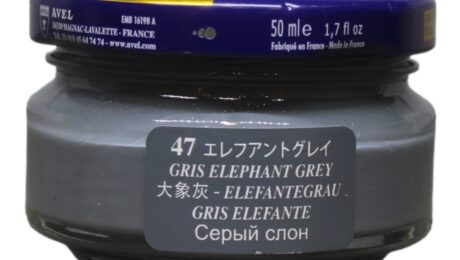 AVEL
EMB 16198 A
MAGNAC-LAVALETTE - FRANCE
www.avel.com
50 ml e 1,7 fl oz
Fabriqué en France - Made in France
47 エレファントグレイ
GRIS ELEPHANT GREY
大象灰 - ELEFANTEGRAU
GRIS ELEFANTE
Серый слон